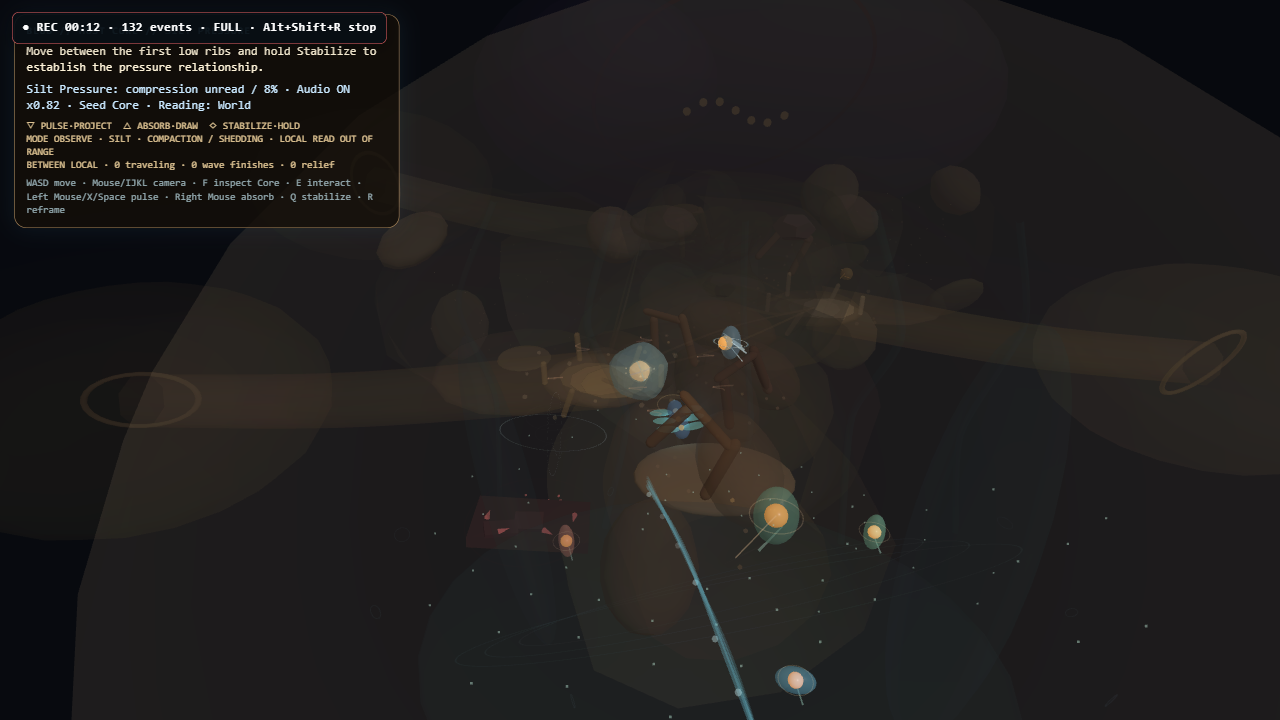 ● REC 00:12 · 132 events · FULL · Alt+Shift+R stop
Move between the first low ribs and hold Stabilize to
establish the pressure relationship.
Silt Pressure: compression unread / 8% · Audio ON
x0.82 · Seed Core · Reading: World
▽ PULSE·PROJECT △ ABSORB·DRAW ◇ STABILIZE·HOLD
MODE OBSERVE · SILT · COMPACTION / SHEDDING · LOCAL READ OUT OF
RANGE
BETWEEN LOCAL · 0 traveling · 0 wave finishes · 0 relief
WASD move · Mouse/IJKL camera · F inspect Core · E interact ·
Left Mouse/X/Space pulse · Right Mouse absorb · Q stabilize · R
reframe